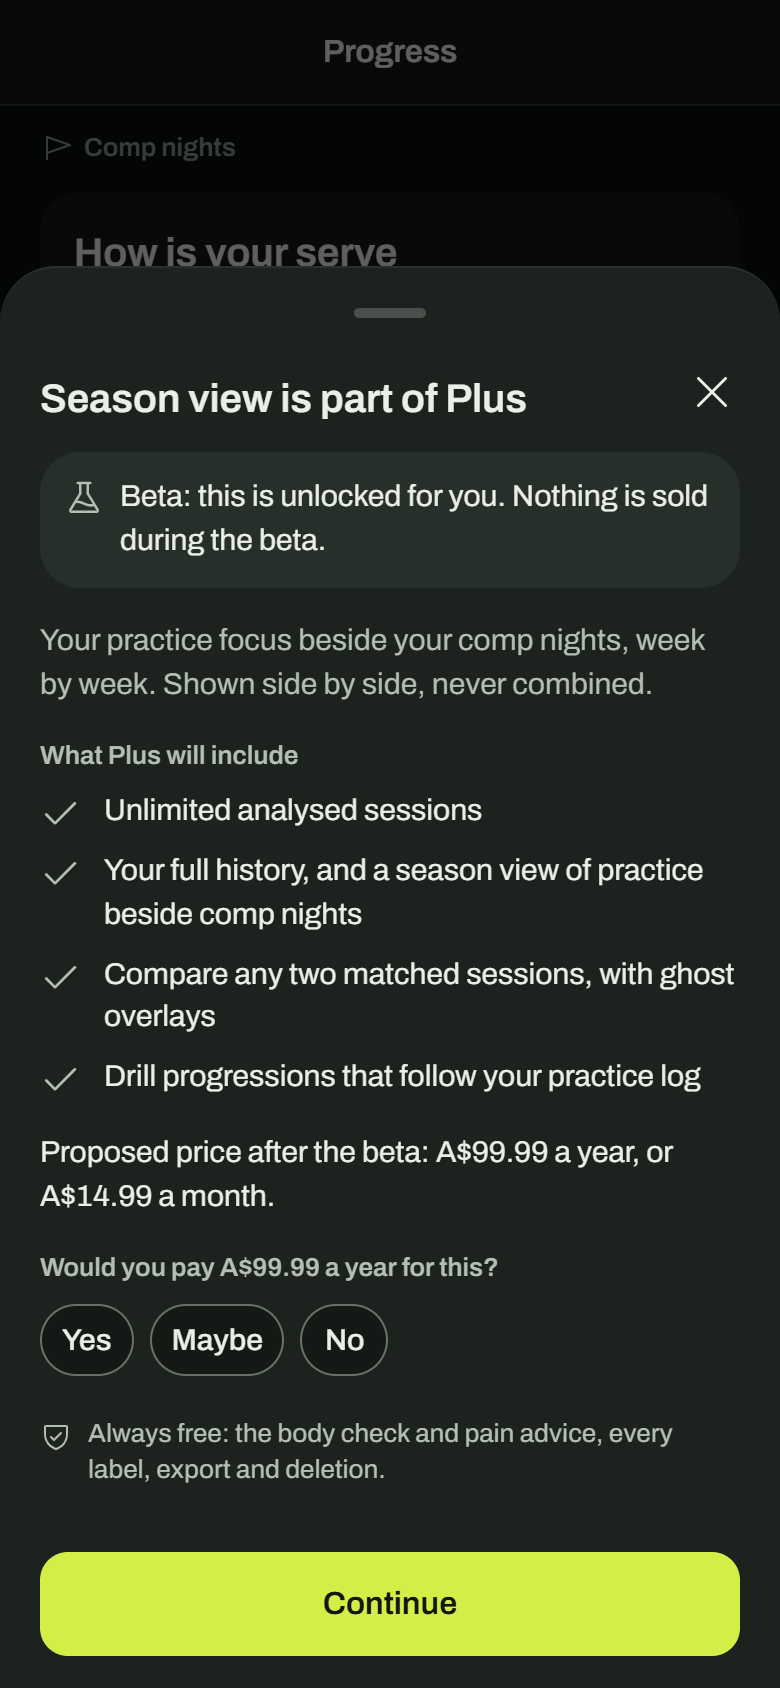 Progress
Comp nights
How is your serve
Season view is part of Plus
Beta: this is unlocked for you. Nothing is sold
during the beta.
Your practice focus beside your comp nights, week
by week. Shown side by side, never combined.
What Plus will include
Unlimited analysed sessions
Your full history, and a season view of practice
beside comp nights
Compare any two matched sessions, with ghost
overlays
Drill progressions that follow your practice log
Proposed price after the beta: A$99.99 a year, or
A$14.99 a month.
Would you pay A$99.99 a year for this?
Yes
Maybe
No
Always free: the body check and pain advice, every
label, export and deletion.
Continue